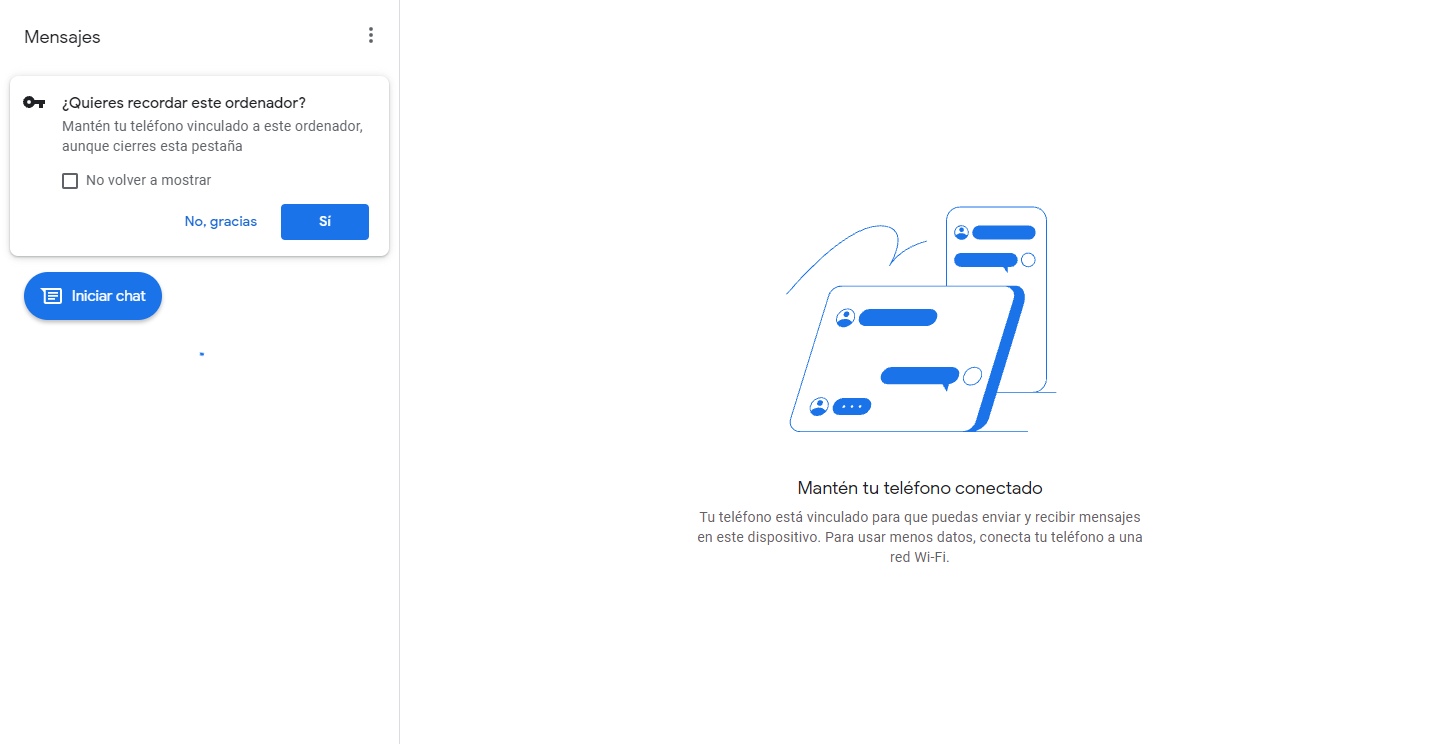 Mensajes
¿Quieres recordar este ordenador?
Mantén tu teléfono vinculado a este ordenador,
aunque cierres esta pestaña
No volver a mostrar
No, gracias
Sí
Iniciar chat
Mantén tu teléfono conectado
Tu teléfono está vinculado para que puedas enviar y recibir mensajes
en este dispositivo. Para usar menos datos, conecta tu teléfono a una
red Wi-Fi.